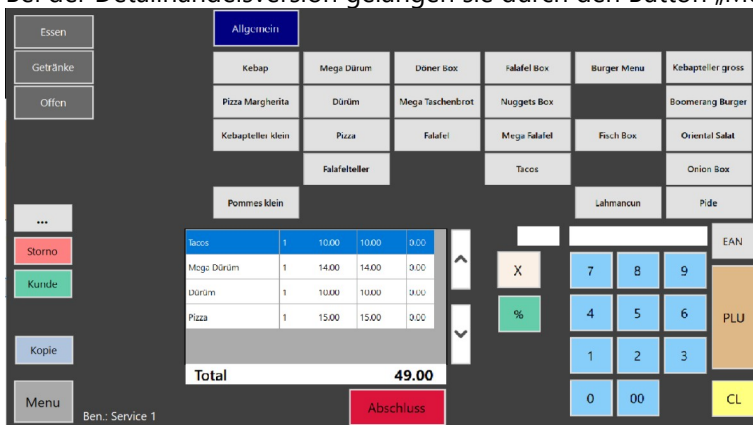 Bei der Detailhandelsversion gelangen sie durch den Button „M
Essen
Allgemein
Getränke
Kebap
Mega Dürum
Döner Box
Falafel Box
Burger Menu
Kebapteller gross
Offen
Pizza Margherita
Dürüm
Mega Taschenbrot
Nuggets Box
Boomerang Burger
Kebapteller klein
Pizza
Falafel
Mega Falafel
Fisch Box
Oriental Salat
Falafelteller
Tacos
Onion Box
Pommes klein
Lahmancun
Pide
...
Storno
Kunde
Kopie
Menu
Ben.: Service 1
Tacos 1 10.00 10.00 0.00
Mega Dürüm 1 14.00 14.00 0.00
Dürüm 1 10.00 10.00 0.00
Pizza 1 15.00 15.00 0.00
Total 49.00
Abschluss
X
%
EAN
7 8 9
4 5 6
PLU
1 2 3
0 00
CL